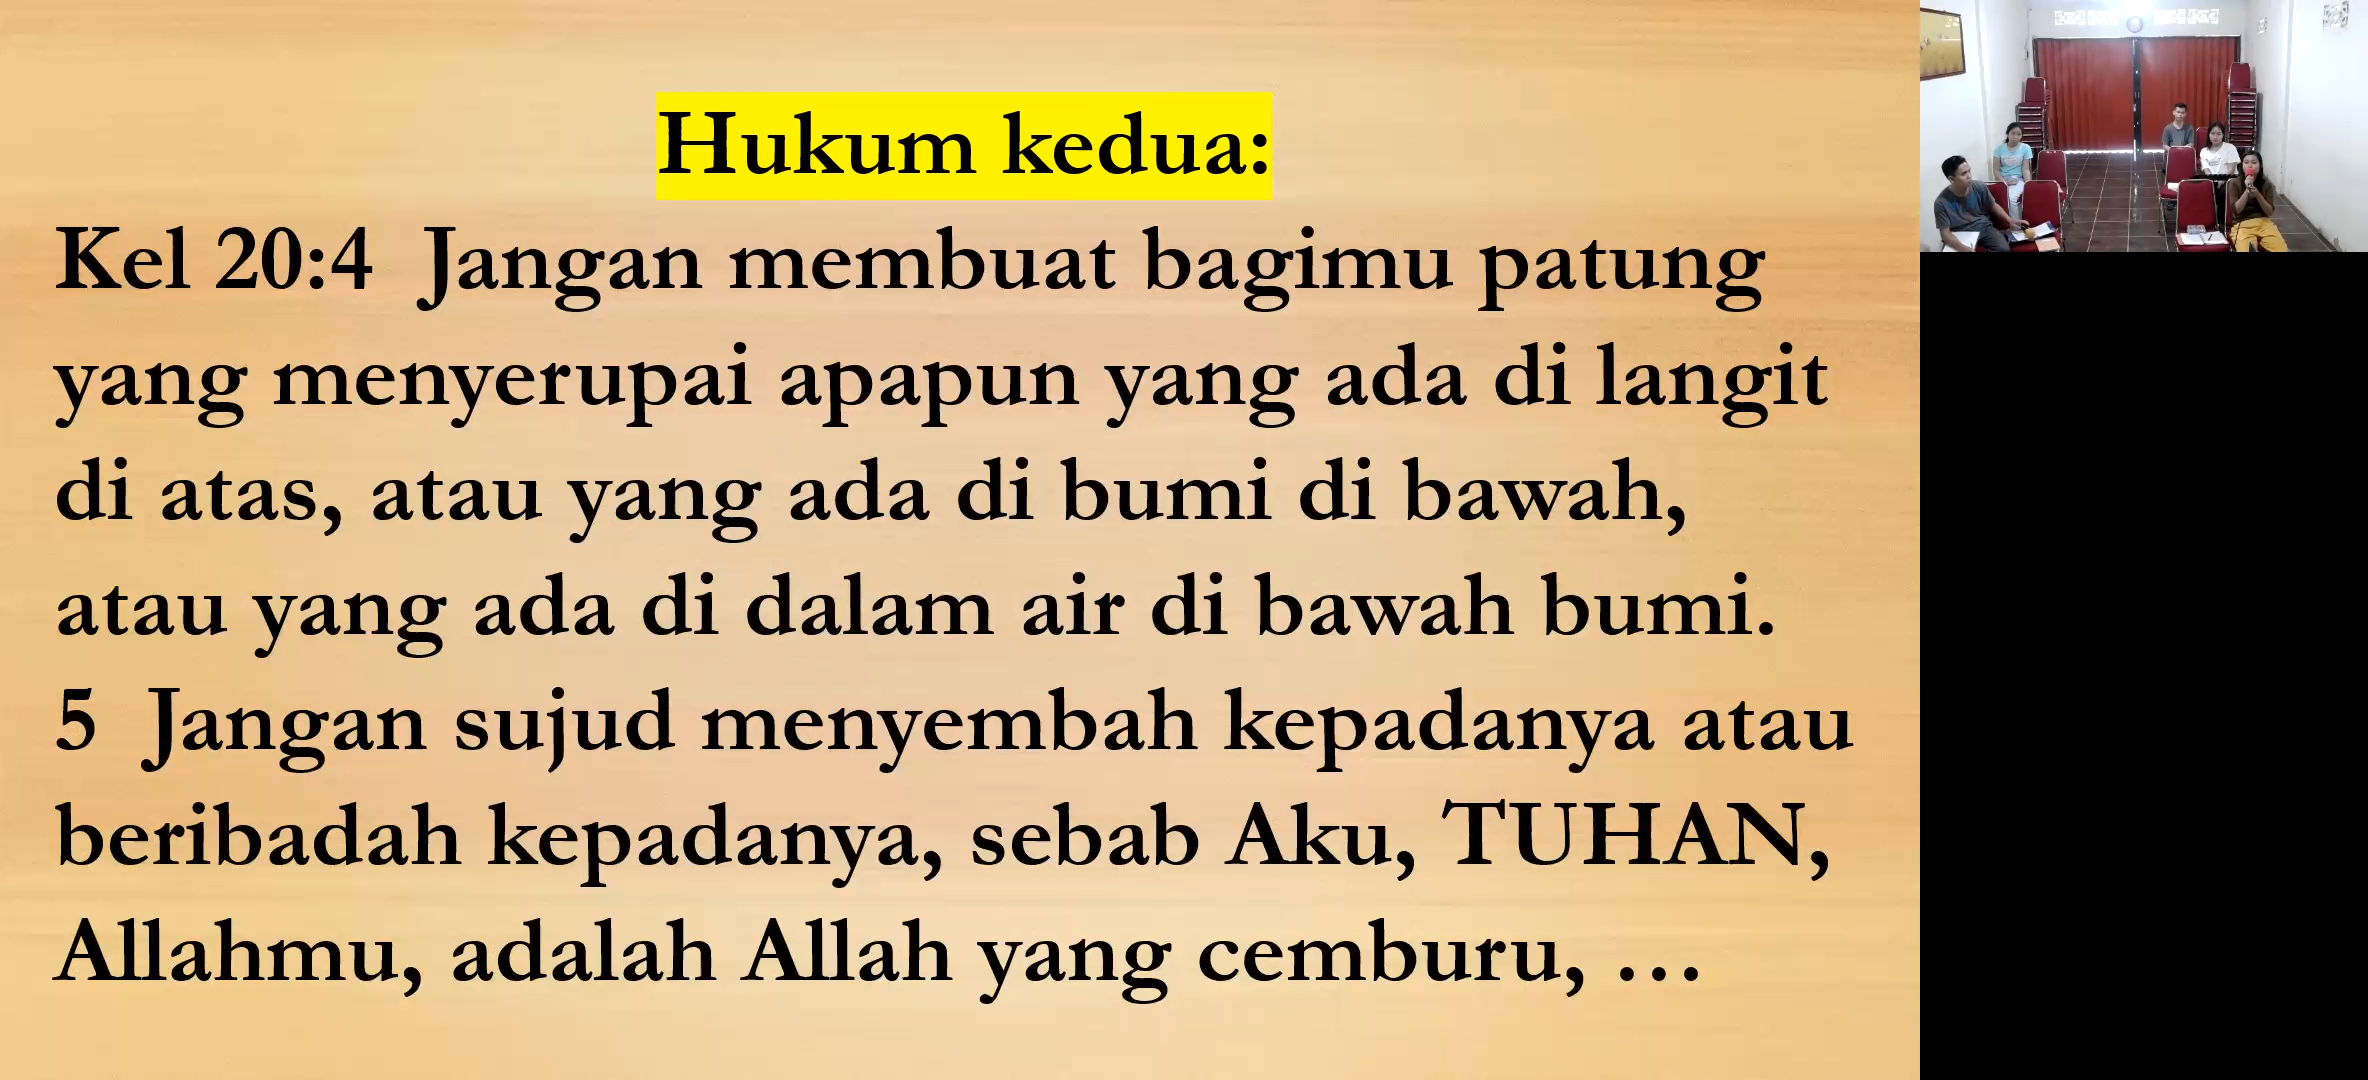 Hukum kedua:
Kel 20:4  Jangan membuat bagimu patung
yang menyerupai apapun yang ada di langit
di atas, atau yang ada di bumi di bawah,
atau yang ada di dalam air di bawah bumi.
5  Jangan sujud menyembah kepadanya atau
beribadah kepadanya, sebab Aku, TUHAN,
Allahmu, adalah Allah yang cemburu, …